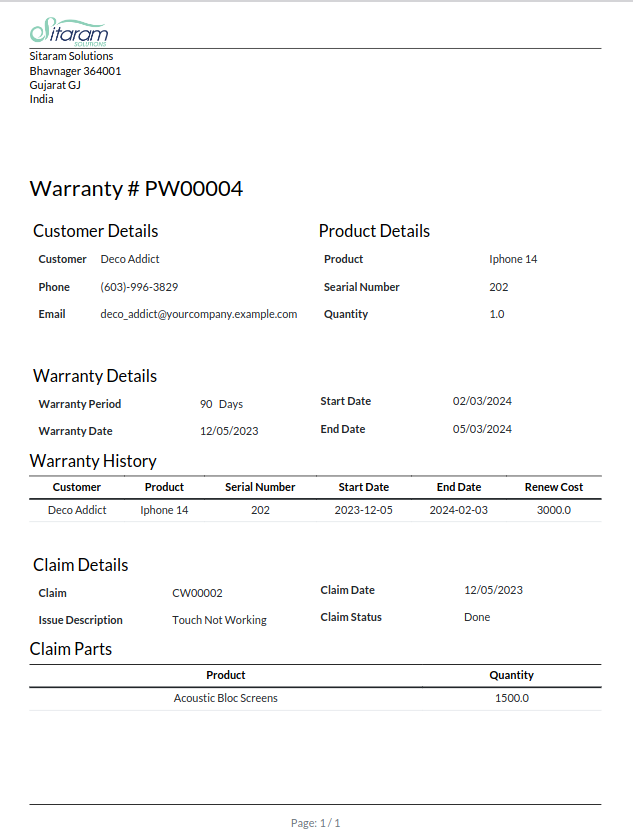 Sitaram
SOLUTIONS
Sitaram Solutions
Bhavnager 364001
Gujarat GJ
India
Warranty # PW00004
Customer Details
Customer Deco Addict
Phone (603)-996-3829
Email deco_addict@yourcompany.example.com
Product Details
Product Iphone 14
Searial Number 202
Quantity 1.0
Warranty Details
Warranty Period 90 Days
Warranty Date 12/05/2023
Start Date 02/03/2024
End Date 05/03/2024
Warranty History
Customer Product Serial Number Start Date End Date Renew Cost
Deco Addict Iphone 14 202 2023-12-05 2024-02-03 3000.0
Claim Details
Claim CW00002
Issue Description Touch Not Working
Claim Date 12/05/2023
Claim Status Done
Claim Parts
Product Quantity
Acoustic Bloc Screens 1500.0
Page: 1 / 1